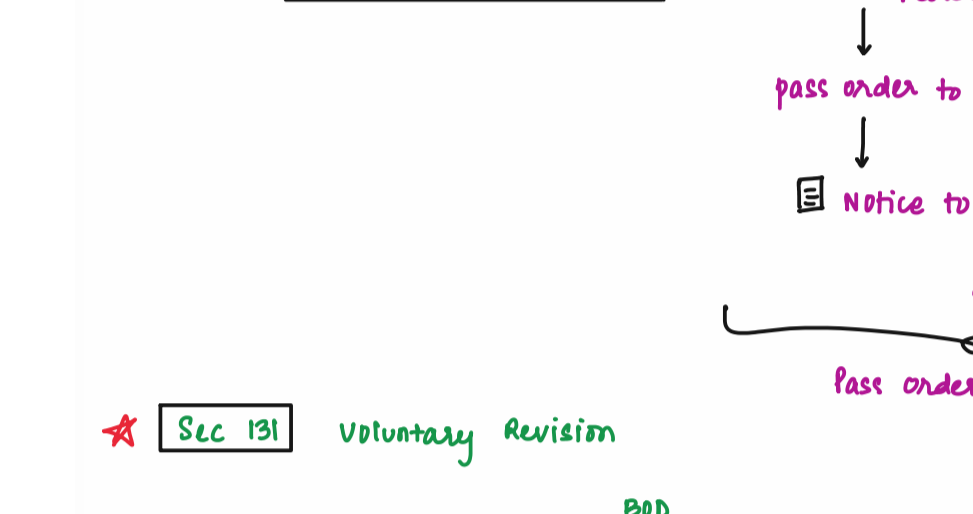 pass order to
Notice to
Pass order
Sec 131 Voluntary Revision
BOD